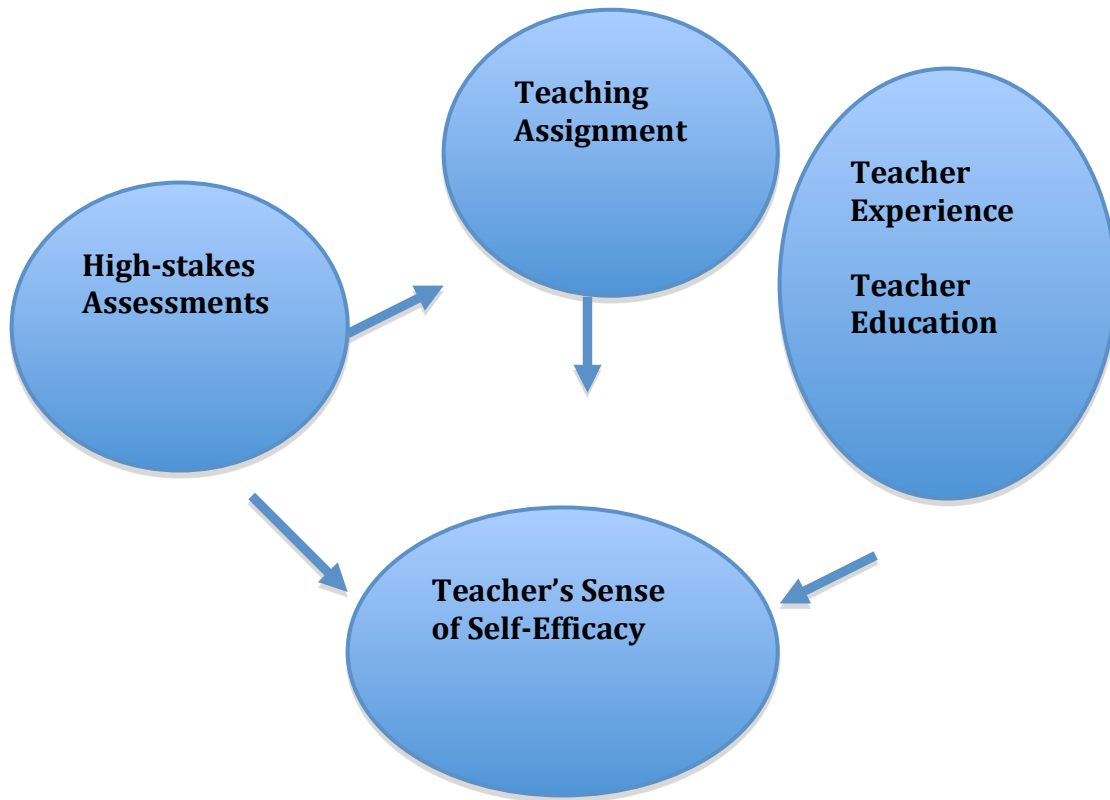 Teaching
Assignment
Teacher
Experience
Teacher
Education
High-stakes
Assessments
Teacher’s Sense
of Self-Efficacy